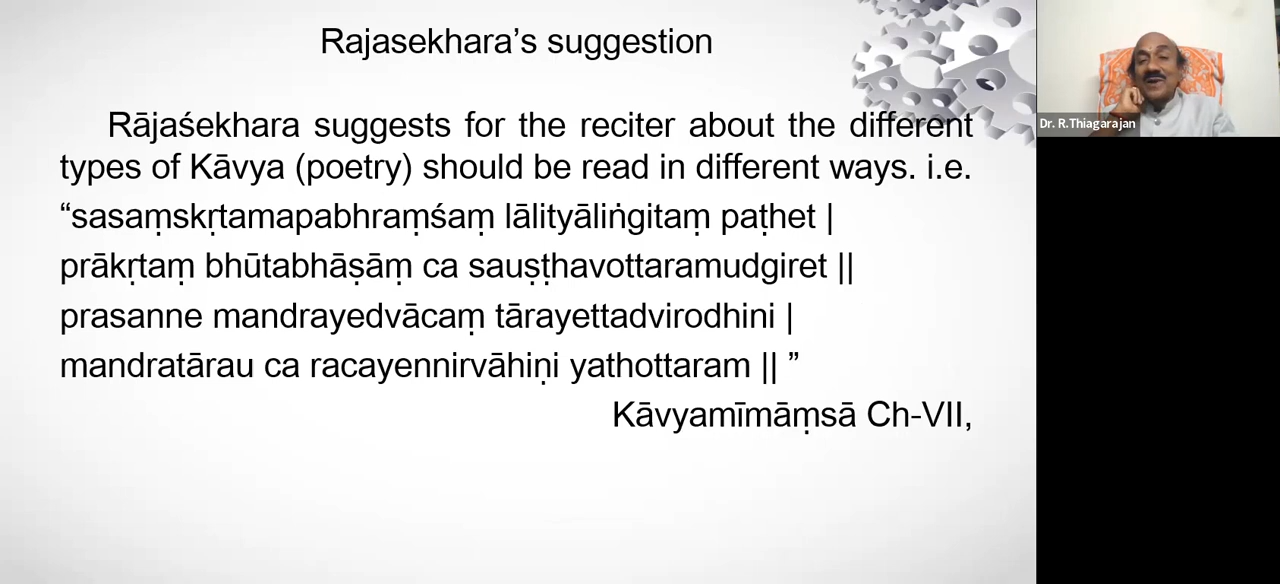 Rajasekhara’s suggestion
Rājaśekhara suggests for the reciter about the different
types of Kāvya (poetry) should be read in different ways. i.e.
“sasaṃskṛtamapabhraṃśaṃ lālityāliṅgitaṃ paṭhet |
prākṛtaṃ bhūtabhāṣāṃ ca sauṣṭhavottaramudgiret ||
prasanne mandrayedvācaṃ tārayettadvirodhini |
mandratārau ca racayennirvāhiṇi yathottaram || ”
Kāvyamīmāṃsā Ch-VII,
Dr. R.Thiagarajan